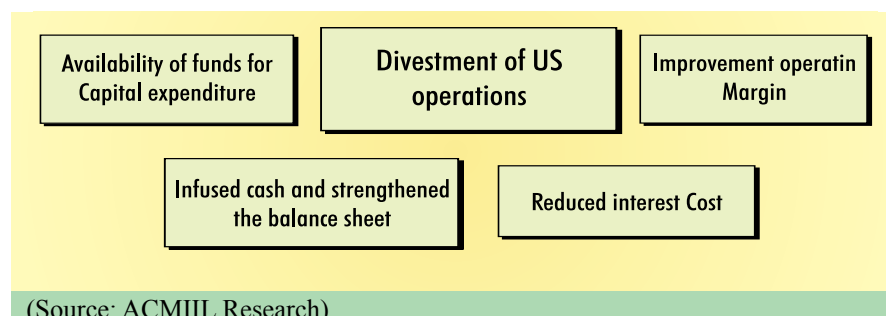 Availability of funds for
Capital expenditure
Divestment of US
operations
Improvement operatin
Margin
Infused cash and strengthened
the balance sheet
Reduced interest Cost
(Source: ACMIIL Research)